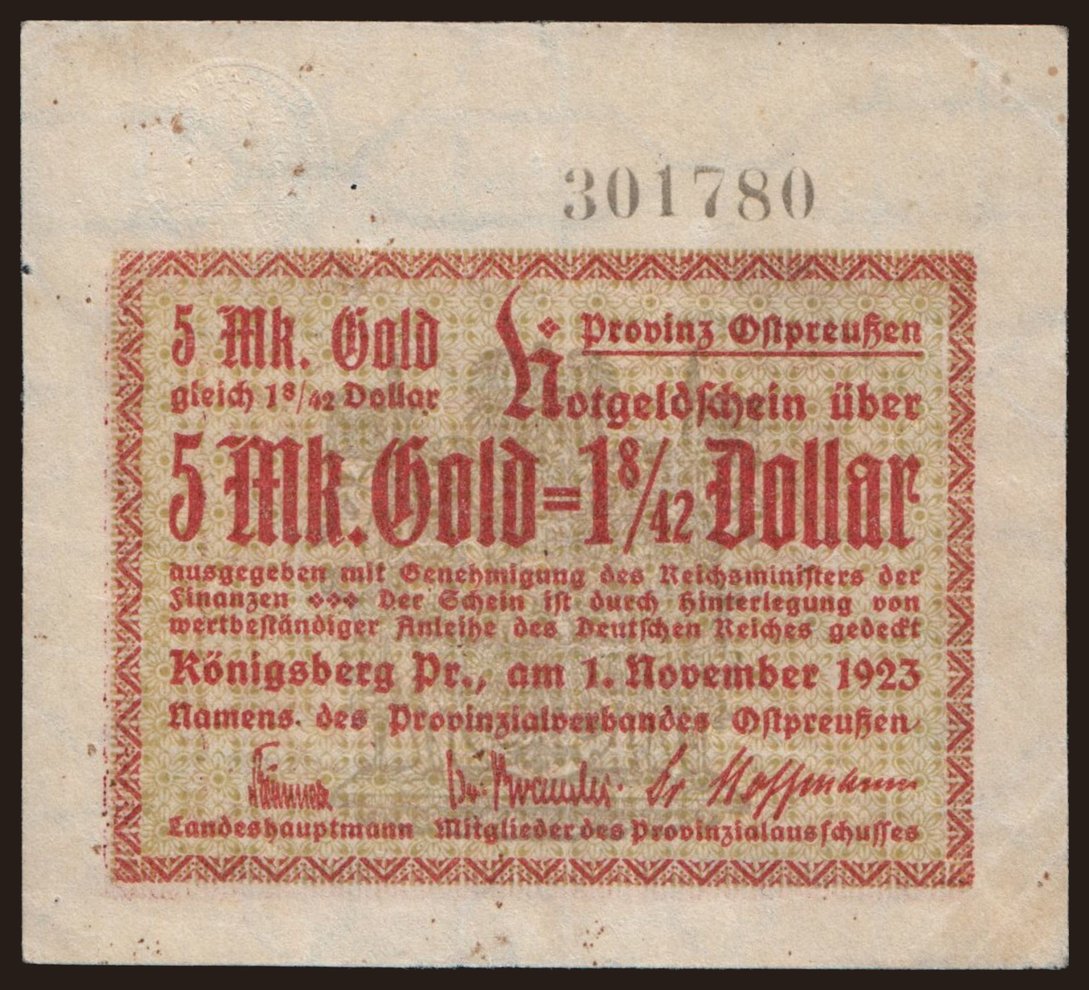 301780
5 Mk. Gold
gleich 1 8/42 Dollar
Provinz Ostpreußen
Notgeldschein über
5 Mk. Gold = 1 8/42 Dollar
ausgegeben mit Genehmigung des Reichsministers der
Finanzen Der Schein ist durch Hinterlegung von
wertbeständiger Anleihe des Deutschen Reiches gedeckt
Königsberg Pr., am 1. November 1923
Namens des Provinzialverbandes Ostpreußen
Dr Hoffmann
Landeshauptmann Mitglieder des Provinzialausschusses